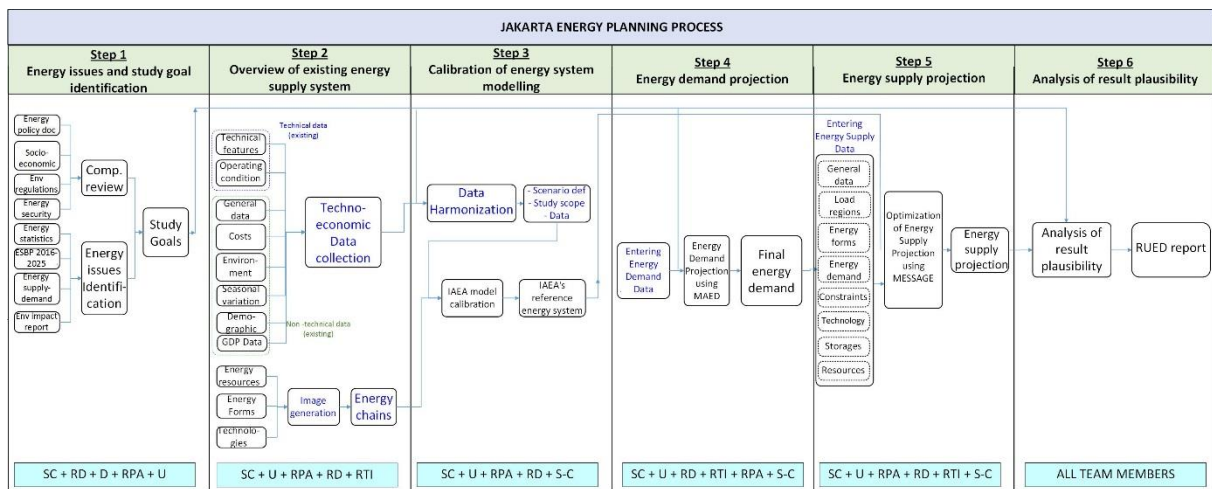 JAKARTA ENERGY PLANNING PROCESS
Step 1
Energy issues and study goal
identification
Energy
policy doc
Socio-
economic
Env
regulations
Energy
security
Energy
statistics
ESBP 2016-
2025
Energy
supply-
demand
Env impact
report
Comp.
review
Energy
issues
Identif-
ication
Study
Goals
SC + RD + D + RPA + U
Step 2
Overview of existing energy
supply system
Technical data
(existing)
Technical
features
Operating
condition
General
data
Costs
Environ-
ment
Seasonal
variation
Demo-
graphic
GDP Data
Non -technical data
(existing)
Techno-
economic
Data
collection
Energy
resources
Energy
Forms
Technolo-
gies
Image
generation
Energy
chains
SC + U + RPA + RD + RTI
Step 3
Calibration of energy system
modelling
Data
Harmonization
- Scenario def
- Study scope
- Data
IAEA model
calibration
IAEA's
reference
energy system
SC + U + RPA + RD + S-C
Step 4
Energy demand projection
Entering
Energy
Demand
Data
Energy
Demand
Projection
using
MAED
Final
energy
demand
SC + U + RD + RTI + RPA + S-C
Step 5
Energy supply projection
Entering
Energy Supply
Data
General
data
Load
regions
Energy
forms
Energy
demand
Constraints
Technology
Storages
Resources
Optimization
of Energy
Supply
Projection
using
MESSAGE
Energy
supply
projection
SC + U + RPA + RD + RTI + S-C
Step 6
Analysis of result plausibility
Analysis of
result
plausibility
RUED report
ALL TEAM MEMBERS